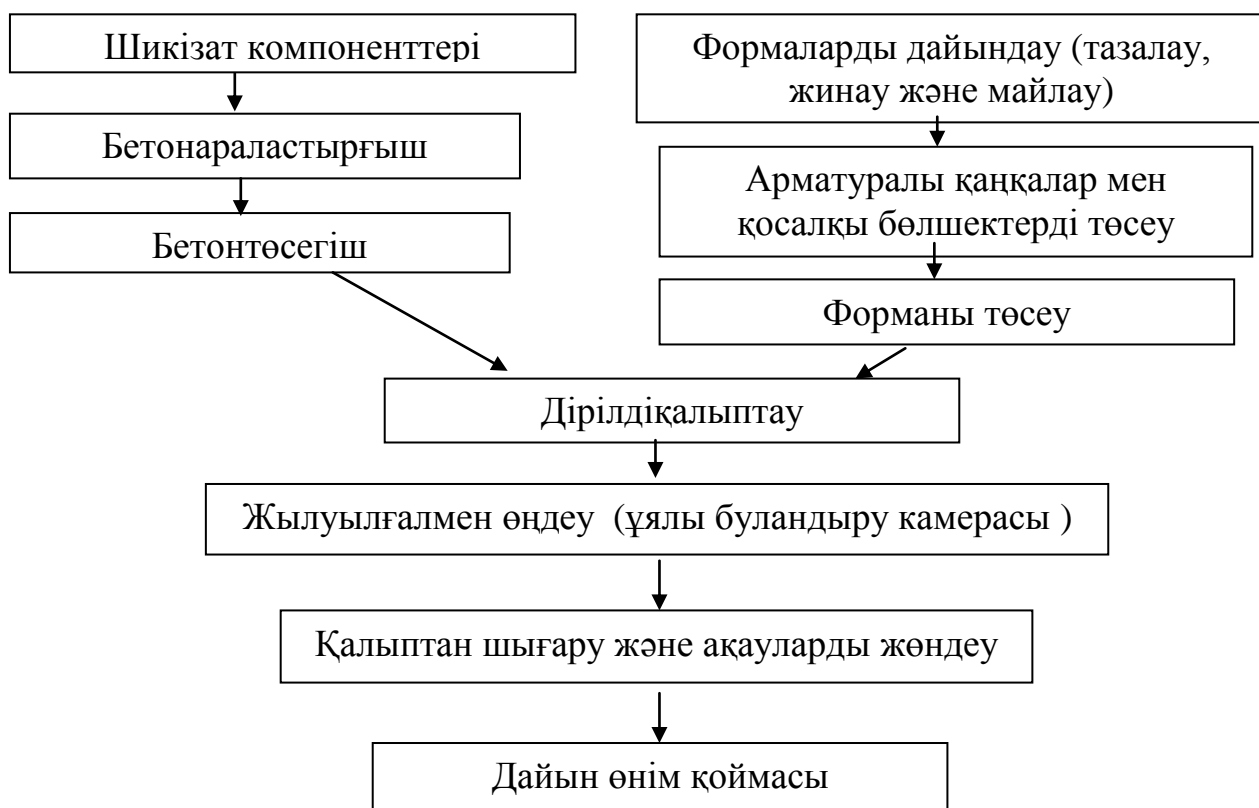 Шикізат компоненттері
Бетонараластырғыш
Бетонтөсегіш
Формаларды дайындау (тазалау,
жинау және майлау)
Арматуралы қаңқалар мен
қосалқы бөлшектерді төсеу
Форманы төсеу
Дірілдіқалыптау
Жылуылғалмен өңдеу (ұялы буландыру камерасы )
Қалыптан шығару және ақауларды жөндеу
Дайын өнім қоймасы